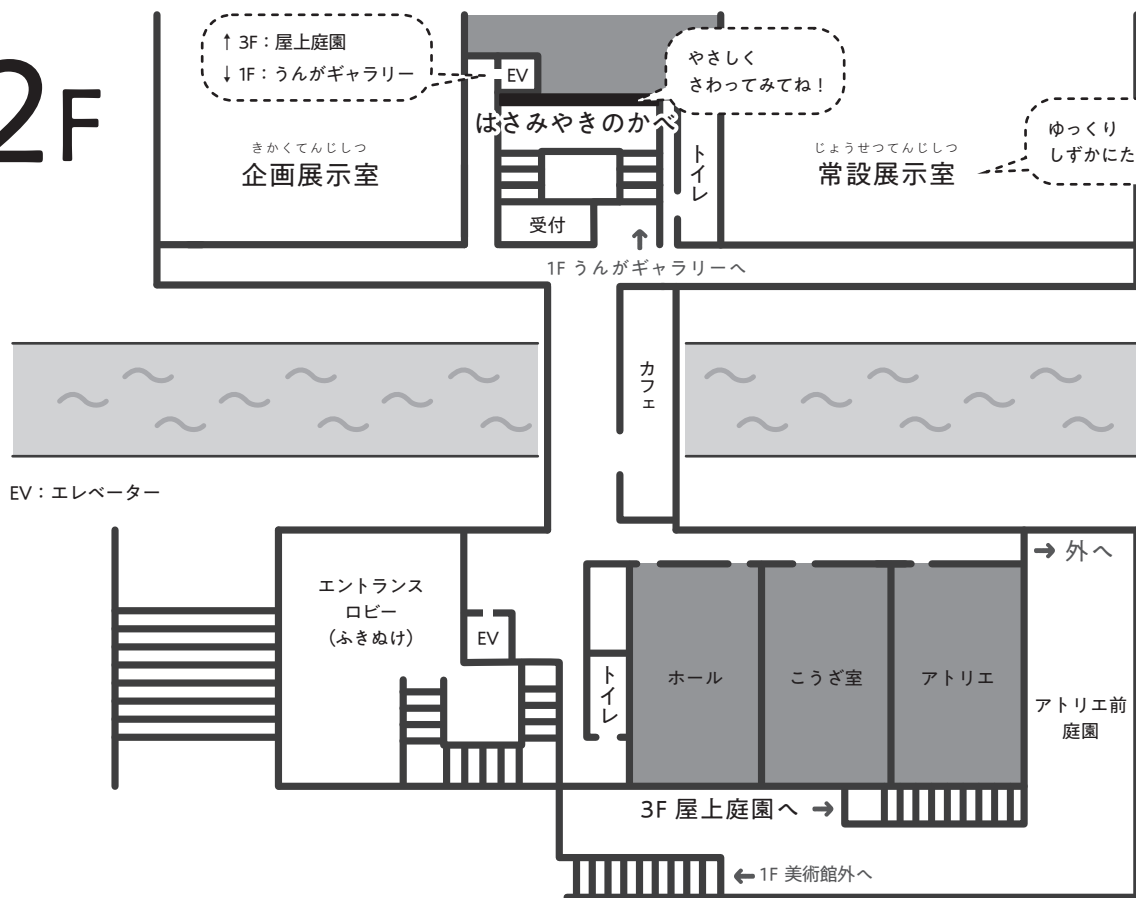 2F
↑ 3F：屋上庭園
↓ 1F：うんがギャラリー
EV
やさしく
さわってみてね！
はさみやきのかべ
ゆっくり
しずかにた
きかくてんじしつ
企画展示室
トイレ
じょうせつてんじしつ
常設展示室
受付
↑
1F うんがギャラリーへ
カフェ
EV：エレベーター
→ 外へ
エントランス
ロビー
（ふきぬけ）
EV
トイレ
ホール
こうざ室
アトリエ
アトリエ前
庭園
3F 屋上庭園へ →
←1F 美術館外へ